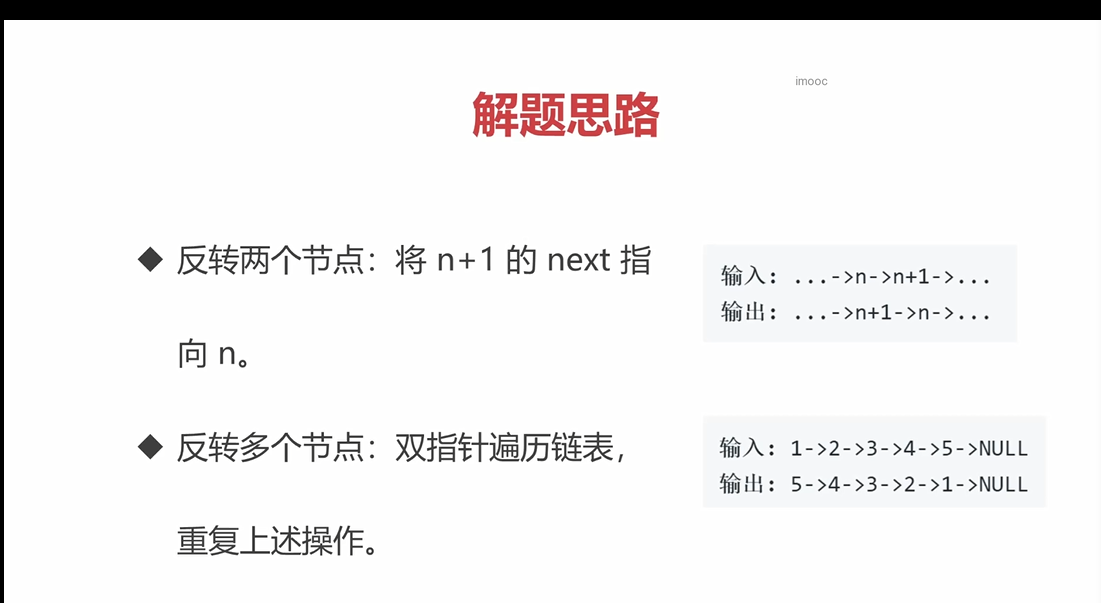 imooc
解题思路
◆ 反转两个节点：将 n+1 的 next 指
向 n。
输入：...->n->n+1->...
输出：...->n+1->n->...
◆ 反转多个节点：双指针遍历链表，
重复上述操作。
输入：1->2->3->4->5->NULL
输出：5->4->3->2->1->NULL